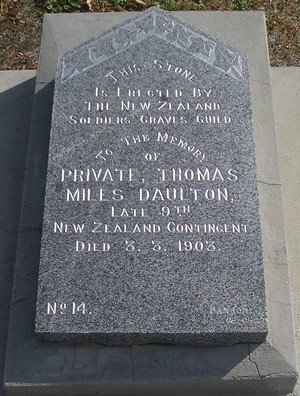 This Stone
Is Erected By
The New Zealand
Soldiers Graves Guild
To The Memory
of
Private, Thomas
Miles Daulton,
Late 9th
New Zealand Contingent
Died 3. 3. 1903.
No 14.